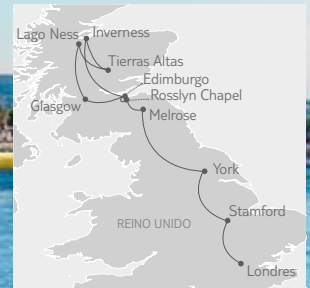 Lago Ness
Inverness
Tierras Altas
Edimburgo
Rosslyn Chapel
Glasgow
Melrose
York
Stamford
REINO UNIDO
Londres